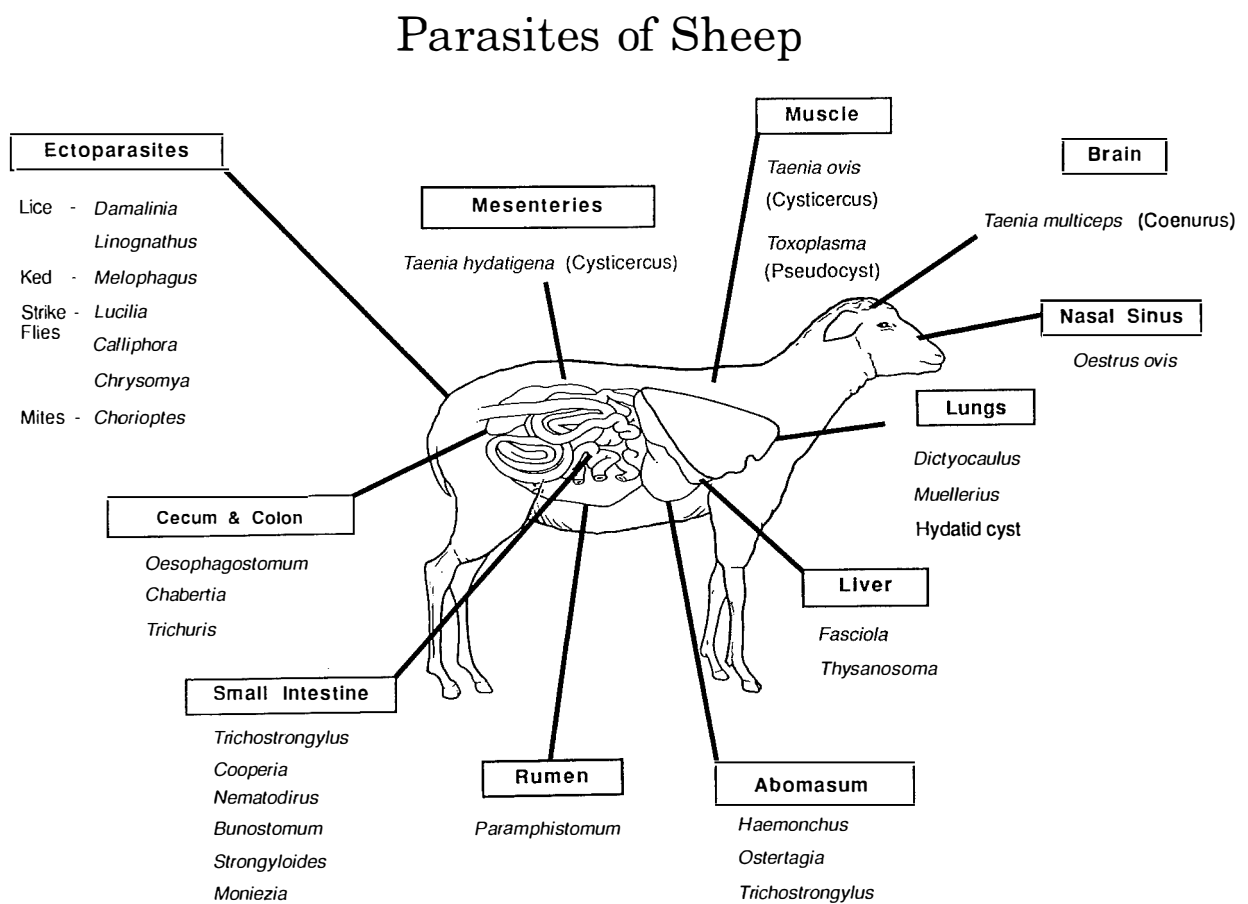 Parasites of Sheep
Ectoparasites
Lice - Damalinia
Linognathus
Ked - Melophagus
Strike - Lucilia
Flies
Calliphora
Chrysomya
Mites - Chorioptes
Mesenteries
Taenia hydatigena (Cysticercus)
Muscle
Taenia ovis
(Cysticercus)
Toxoplasma
(Pseudocyst)
Brain
Taenia multiceps (Coenurus)
Nasal Sinus
Oestrus ovis
Lungs
Dictyocaulus
Muellerius
Hydatid cyst
Cecum & Colon
Oesophagostomum
Chabertia
Trichuris
Liver
Fasciola
Thysanosoma
Small Intestine
Trichostrongylus
Cooperia
Nematodirus
Bunostomum
Strongyloides
Moniezia
Rumen
Paramphistomum
Abomasum
Haemonchus
Ostertagia
Trichostrongylus